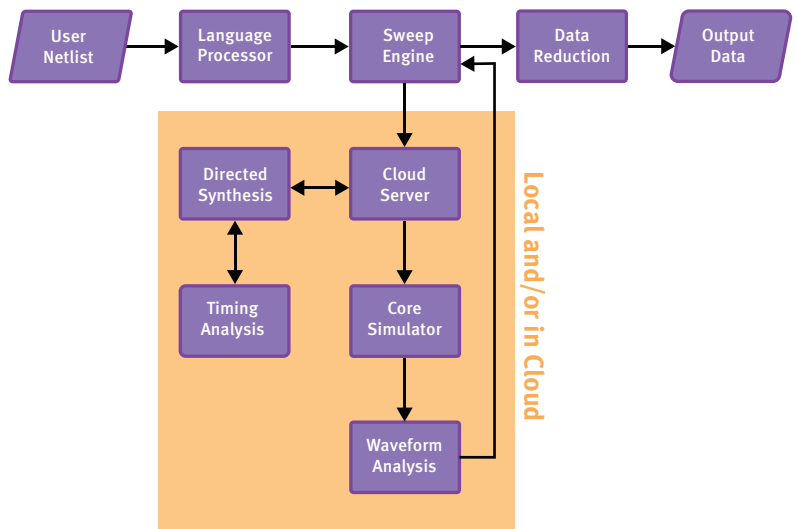 User
Netlist
Language
Processor
Sweep
Engine
Data
Reduction
Output
Data
Directed
Synthesis
Cloud
Server
Timing
Analysis
Core
Simulator
Waveform
Analysis
Local and/or in Cloud